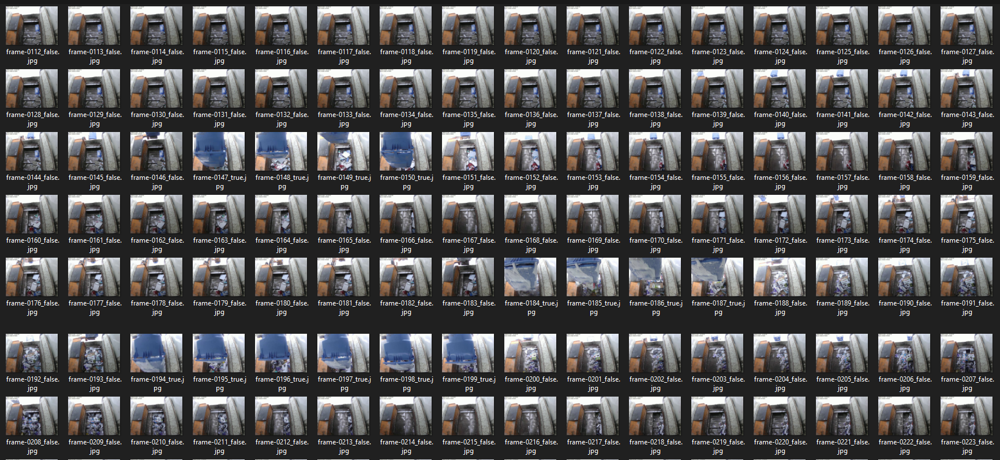 frame-0112_false.
jpg
frame-0113_false.
jpg
frame-0114_false.
jpg
frame-0115_false.
jpg
frame-0116_false.
jpg
frame-0117_false.
jpg
frame-0118_false.
jpg
frame-0119_false.
jpg
frame-0120_false.
jpg
frame-0121_false.
jpg
frame-0122_false.
jpg
frame-0123_false.
jpg
frame-0124_false.
jpg
frame-0125_false.
jpg
frame-0126_false.
jpg
frame-0127_false.
jpg
frame-0128_false.
jpg
frame-0129_false.
jpg
frame-0130_false.
jpg
frame-0131_false.
jpg
frame-0132_false.
jpg
frame-0133_false.
jpg
frame-0134_false.
jpg
frame-0135_false.
jpg
frame-0136_false.
jpg
frame-0137_false.
jpg
frame-0138_false.
jpg
frame-0139_false.
jpg
frame-0140_false.
jpg
frame-0141_false.
jpg
frame-0142_false.
jpg
frame-0143_false.
jpg
frame-0144_false.
jpg
frame-0145_false.
jpg
frame-0146_false.
jpg
frame-0147_true.j
pg
frame-0148_true.j
pg
frame-0149_true.j
pg
frame-0150_true.j
pg
frame-0151_false.
jpg
frame-0152_false.
jpg
frame-0153_false.
jpg
frame-0154_false.
jpg
frame-0155_false.
jpg
frame-0156_false.
jpg
frame-0157_false.
jpg
frame-0158_false.
jpg
frame-0159_false.
jpg
frame-0160_false.
jpg
frame-0161_false.
jpg
frame-0162_false.
jpg
frame-0163_false.
jpg
frame-0164_false.
jpg
frame-0165_false.
jpg
frame-0166_false.
jpg
frame-0167_false.
jpg
frame-0168_false.
jpg
frame-0169_false.
jpg
frame-0170_false.
jpg
frame-0171_false.
jpg
frame-0172_false.
jpg
frame-0173_false.
jpg
frame-0174_false.
jpg
frame-0175_false.
jpg
frame-0176_false.
jpg
frame-0177_false.
jpg
frame-0178_false.
jpg
frame-0179_false.
jpg
frame-0180_false.
jpg
frame-0181_false.
jpg
frame-0182_false.
jpg
frame-0183_false.
jpg
frame-0184_true.j
pg
frame-0185_true.j
pg
frame-0186_true.j
pg
frame-0187_true.j
pg
frame-0188_false.
jpg
frame-0189_false.
jpg
frame-0190_false.
jpg
frame-0191_false.
jpg
frame-0192_false.
jpg
frame-0193_false.
jpg
frame-0194_true.j
pg
frame-0195_true.j
pg
frame-0196_true.j
pg
frame-0197_true.j
pg
frame-0198_true.j
pg
frame-0199_true.j
pg
frame-0200_false.
jpg
frame-0201_false.
jpg
frame-0202_false.
jpg
frame-0203_false.
jpg
frame-0204_false.
jpg
frame-0205_false.
jpg
frame-0206_false.
jpg
frame-0207_false.
jpg
frame-0208_false.
jpg
frame-0209_false.
jpg
frame-0210_false.
jpg
frame-0211_false.
jpg
frame-0212_false.
jpg
frame-0213_false.
jpg
frame-0214_false.
jpg
frame-0215_false.
jpg
frame-0216_false.
jpg
frame-0217_false.
jpg
frame-0218_false.
jpg
frame-0219_false.
jpg
frame-0220_false.
jpg
frame-0221_false.
jpg
frame-0222_false.
jpg
frame-0223_false.
jpg